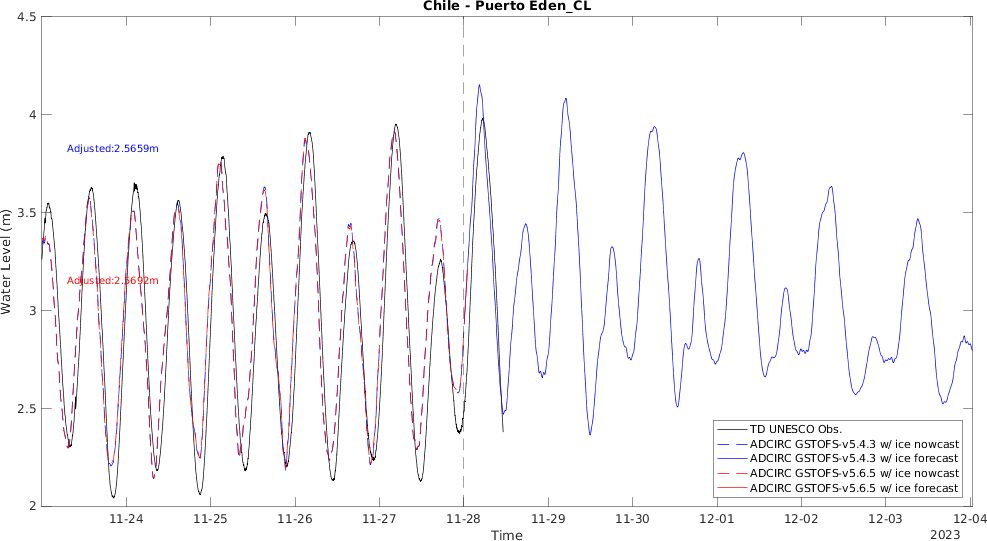 Chile - Puerto Eden_CL
4.5
4
3.5
3
2.5
2
Water Level (m)
Adjusted:2.5659m
Adjusted:2.5692m
TD UNESCO Obs.
ADCIRC GSTOFS-v5.4.3 w/ ice nowcast
ADCIRC GSTOFS-v5.4.3 w/ ice forecast
ADCIRC GSTOFS-v5.6.5 w/ ice nowcast
ADCIRC GSTOFS-v5.6.5 w/ ice forecast
11-24 11-25 11-26 11-27 11-28 11-29 11-30 12-01 12-02 12-03 12-04
Time
2023